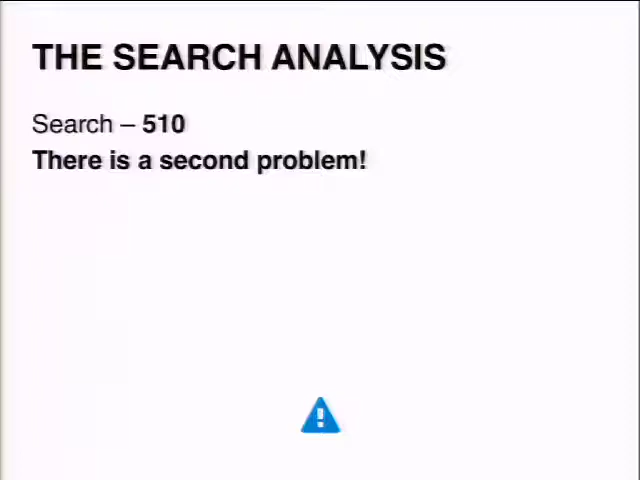 THE SEARCH ANALYSIS
Search – 510
There is a second problem!